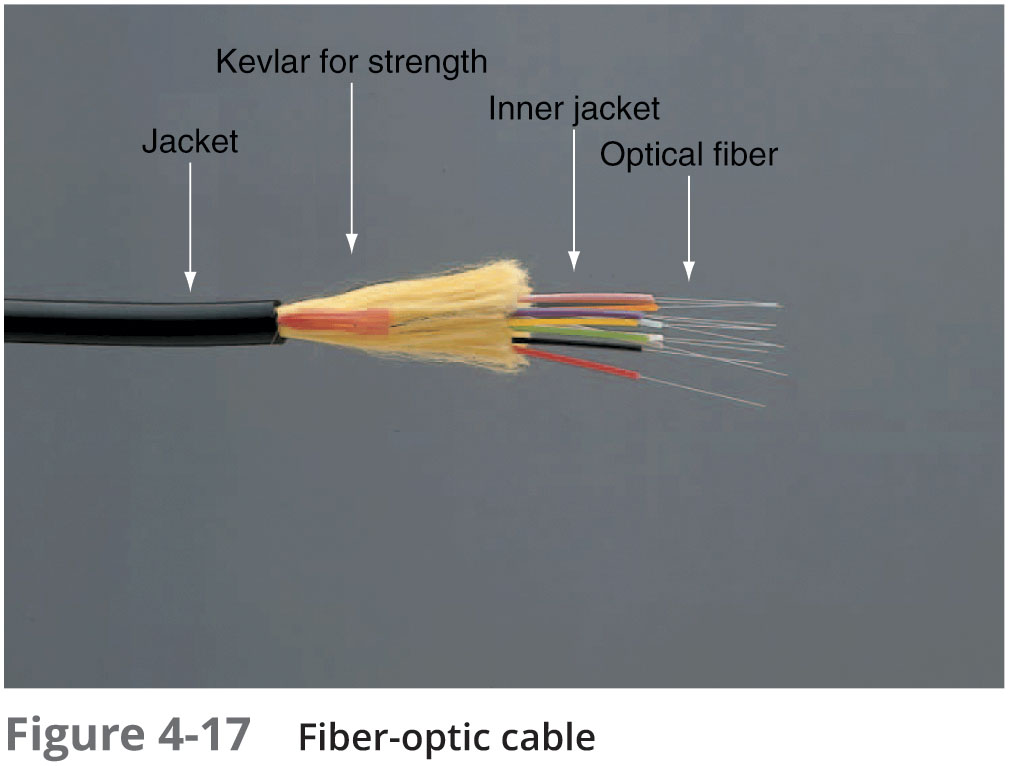 Kevlar for strength
Inner jacket
Jacket
Optical fiber
Figure 4-17 Fiber-optic cable